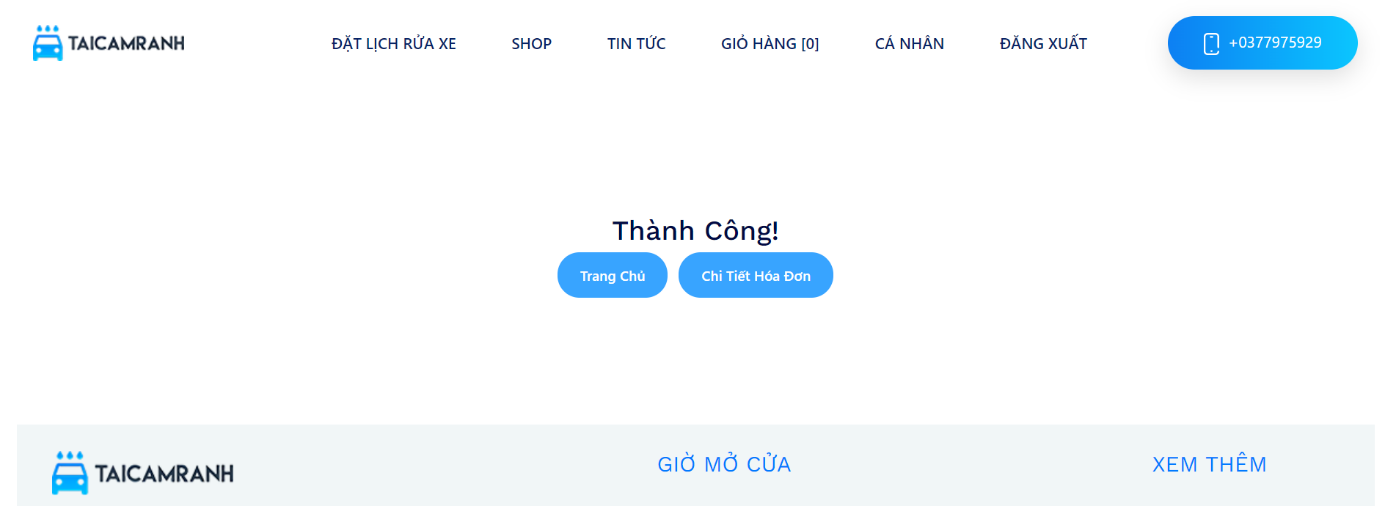 TAICAMRANH
ĐẶT LỊCH RỬA XE
SHOP
TIN TỨC
GIỎ HÀNG [0]
CÁ NHÂN
ĐĂNG XUẤT
+0377975929
Thành Công!
Trang Chủ
Chi Tiết Hóa Đơn
TAICAMRANH
GIỜ MỞ CỬA
XEM THÊM